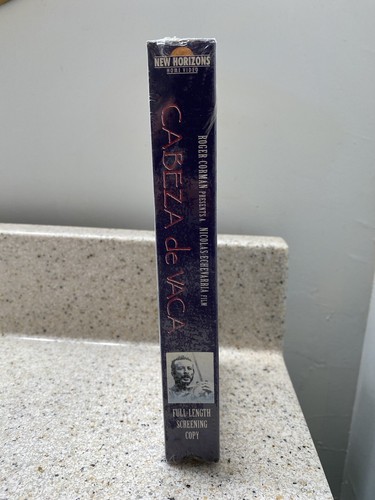 NEW HORIZONS
HOME VIDEO
CABEZA de VACA
ROGER CORMAN PRESENTS A NICOLAS ECHEVARRIA FILM
FULL-LENGTH
SCREENING
COPY